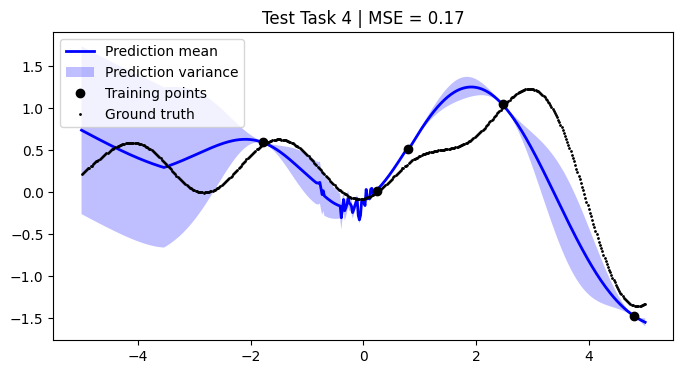 Test Task 4 | MSE = 0.17
Prediction mean
Prediction variance
Training points
Ground truth
1.5
1.0
0.5
0.0
−0.5
−1.0
−1.5
−4
−2
0
2
4